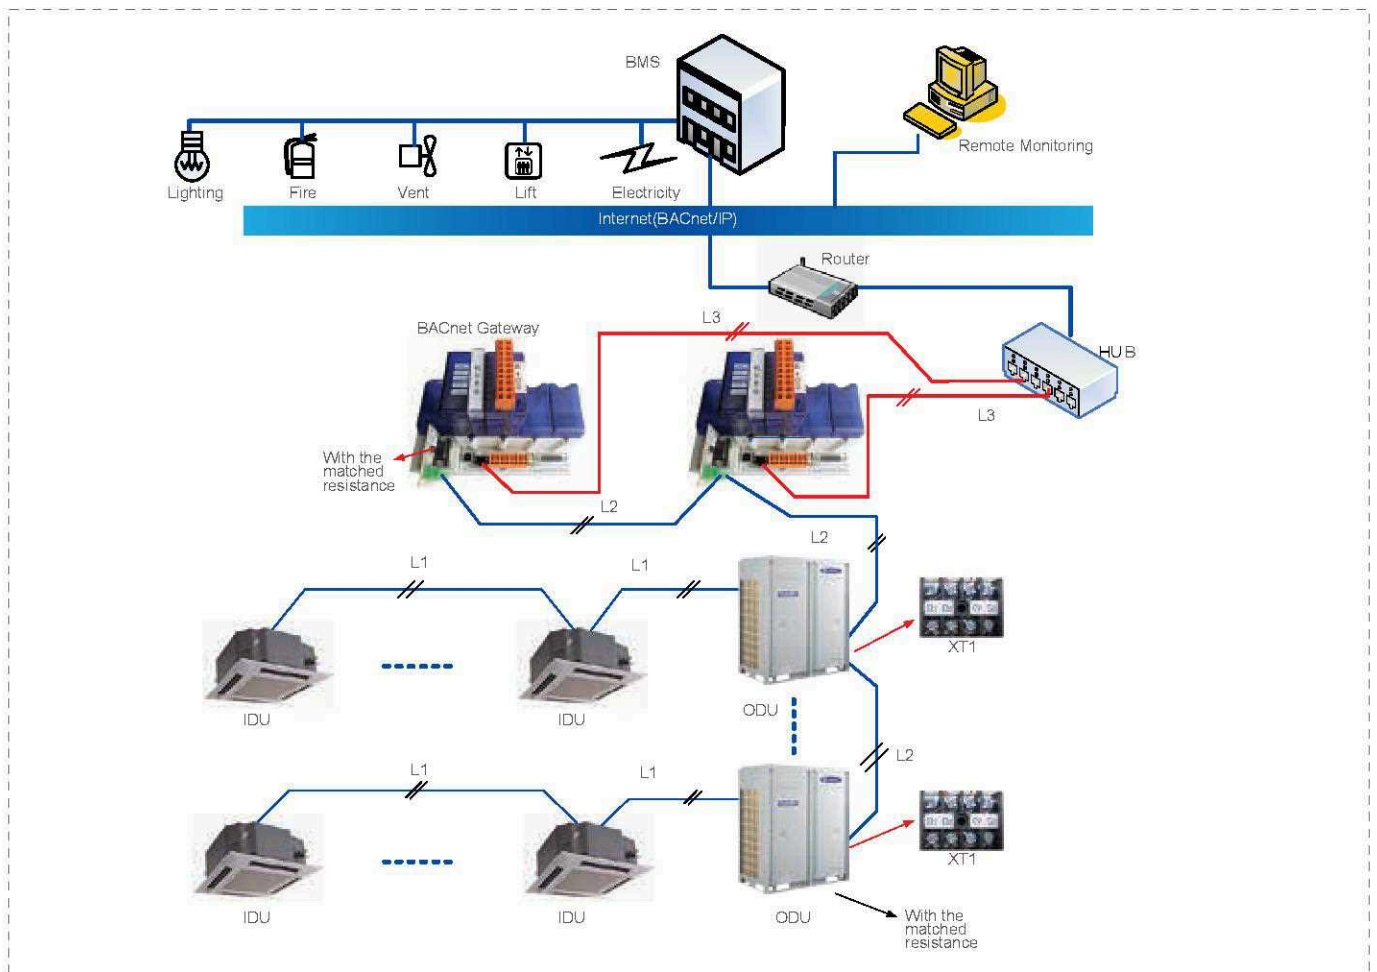 BMS
Remote Monitoring
Lighting
Fire
Vent
Lift
Electricity
Internet(BACnet/IP)
Router
L3
BACnet Gateway
HUB
L3
With the
matched
resistance
L2
L2
L1
L1
XT1
IDU
IDU
ODU
L2
L1
L1
XT1
IDU
IDU
ODU
With the
matched
resistance